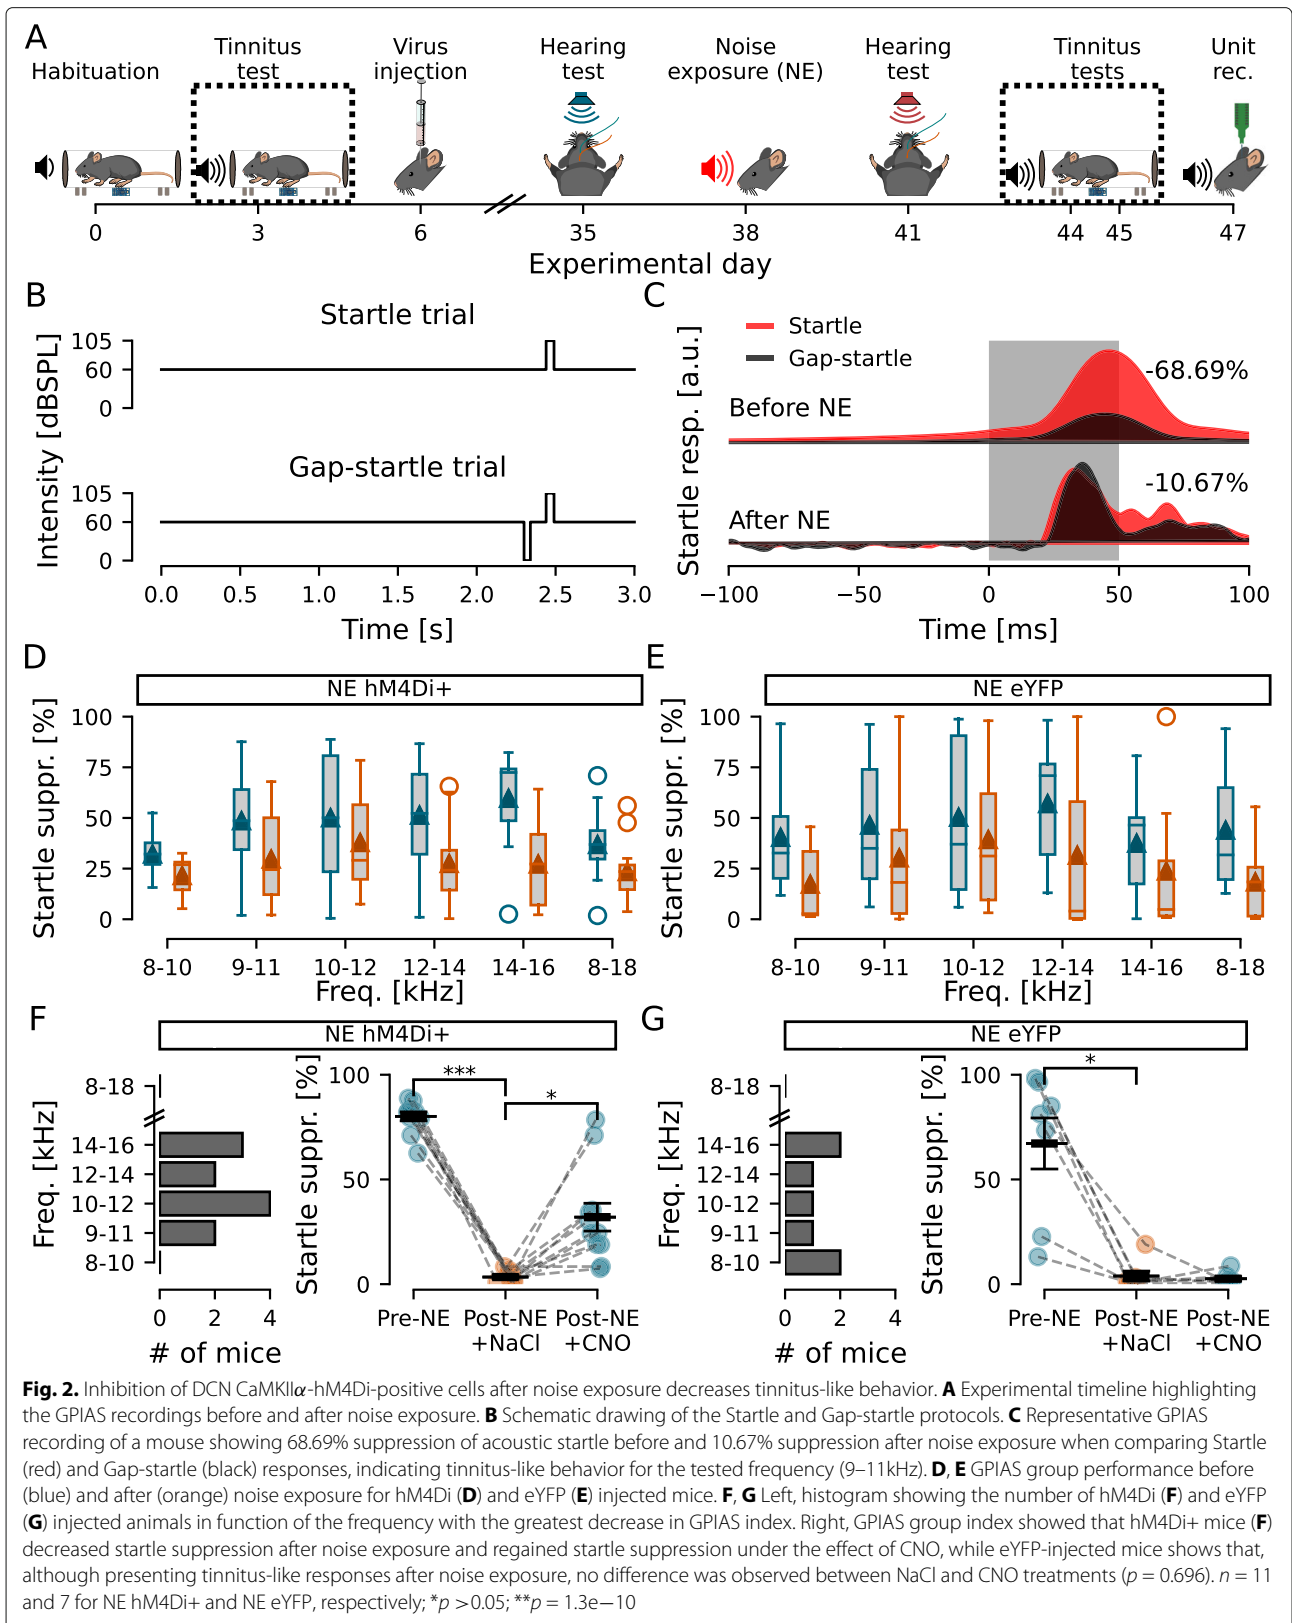 A
Habituation
Tinnitus
test
Virus
injection
Hearing
test
Noise
exposure (NE)
Hearing
test
Tinnitus
tests
Unit
rec.
0 3 6 35 38 41 44 45 47
Experimental day
B
Startle trial
105
60
0
Gap-startle trial
105
60
0
Intensity [dBSPL]
0.0 0.5 1.0 1.5 2.0 2.5 3.0
Time [s]
C
Startle
Gap-startle
-68.69%
Before NE
-10.67%
After NE
Startle resp. [a.u.]
−100 −50 0 50 100
Time [ms]
D
NE hM4Di+
Startle suppr. [%]
100
75
50
25
0
8-10 9-11 10-12 12-14 14-16 8-18
Freq. [kHz]
E
NE eYFP
Startle suppr. [%]
100
75
50
25
0
8-10 9-11 10-12 12-14 14-16 8-18
Freq. [kHz]
F
NE hM4Di+
Freq. [kHz]
8-18
14-16
12-14
10-12
9-11
8-10
0 2 4
# of mice
Startle suppr. [%]
100
50
0
***
*
Pre-NE Post-NE Post-NE
+NaCl +CNO
G
NE eYFP
Freq. [kHz]
8-18
14-16
12-14
10-12
9-11
8-10
0 2 4
# of mice
Startle suppr. [%]
100
50
0
*
Pre-NE Post-NE Post-NE
+NaCl +CNO
Fig. 2. Inhibition of DCN CaMKIIα-hM4Di-positive cells after noise exposure decreases tinnitus-like behavior. A Experimental timeline highlighting
the GPIAS recordings before and after noise exposure. B Schematic drawing of the Startle and Gap-startle protocols. C Representative GPIAS
recording of a mouse showing 68.69% suppression of acoustic startle before and 10.67% suppression after noise exposure when comparing Startle
(red) and Gap-startle (black) responses, indicating tinnitus-like behavior for the tested frequency (9–11kHz). D, E GPIAS group performance before
(blue) and after (orange) noise exposure for hM4Di (D) and eYFP (E) injected mice. F, G Left, histogram showing the number of hM4Di (F) and eYFP
(G) injected animals in function of the frequency with the greatest decrease in GPIAS index. Right, GPIAS group index showed that hM4Di+ mice (F)
decreased startle suppression after noise exposure and regained startle suppression under the effect of CNO, while eYFP-injected mice shows that,
although presenting tinnitus-like responses after noise exposure, no difference was observed between NaCl and CNO treatments (p = 0.696). n = 11
and 7 for NE hM4Di+ and NE eYFP, respectively; *p >0.05; **p = 1.3e−10